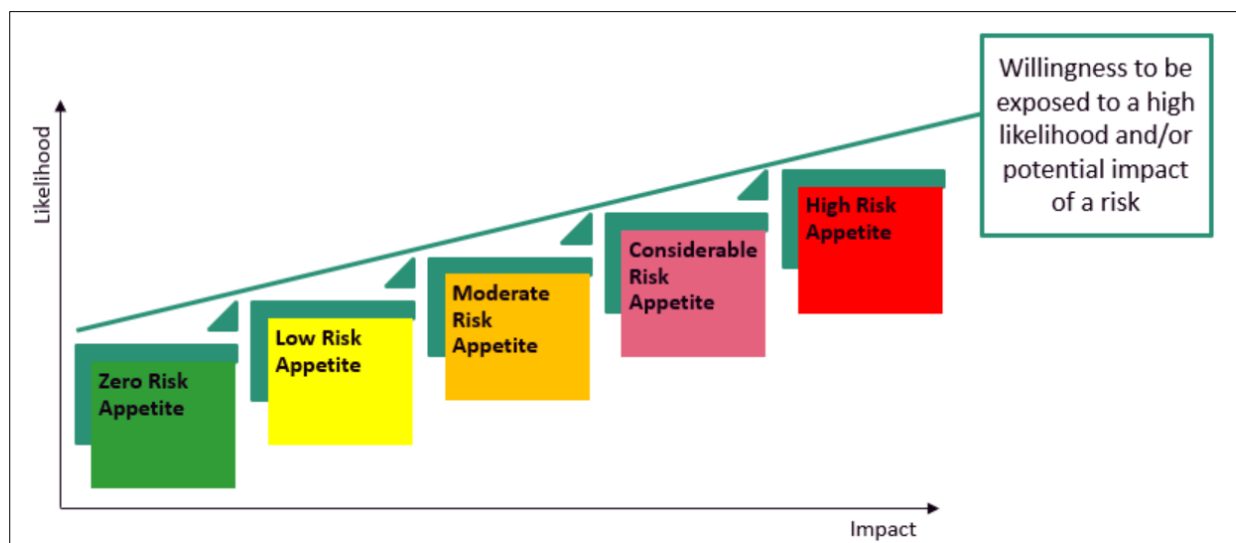 Willingness to be
exposed to a high
likelihood and/or
potential impact
of a risk
Likelihood
High Risk
Appetite
Considerable
Risk
Appetite
Moderate
Risk
Appetite
Low Risk
Appetite
Zero Risk
Appetite
Impact